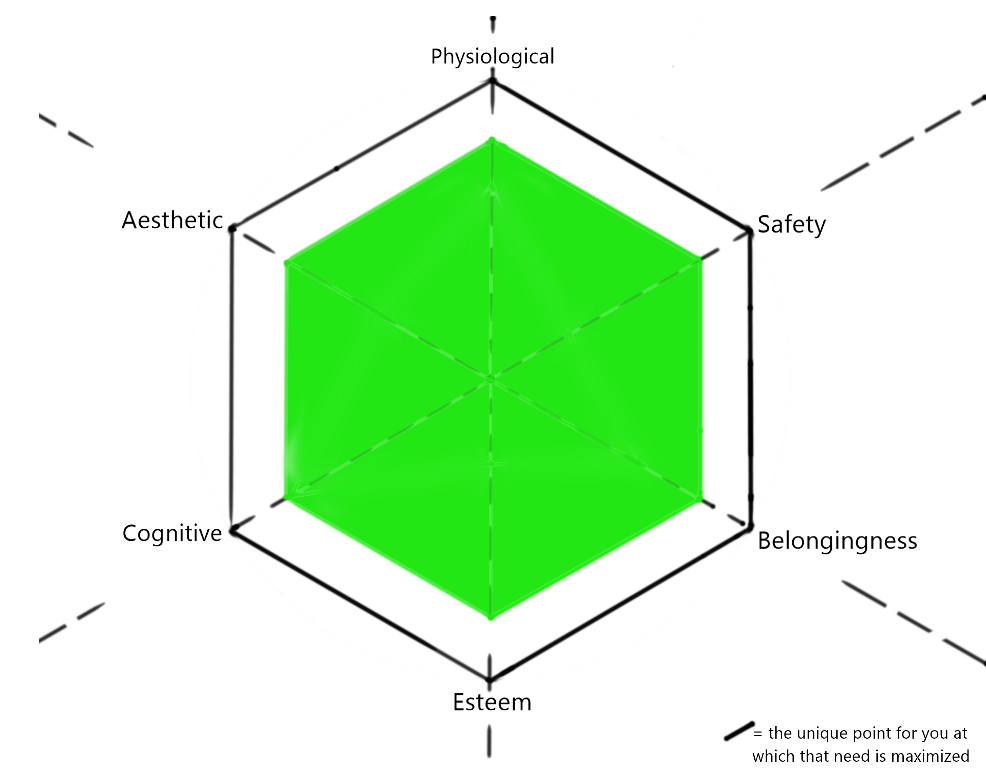 Physiological
Aesthetic
Safety
Cognitive
Belongingness
Esteem
= the unique point for you at
which that need is maximized